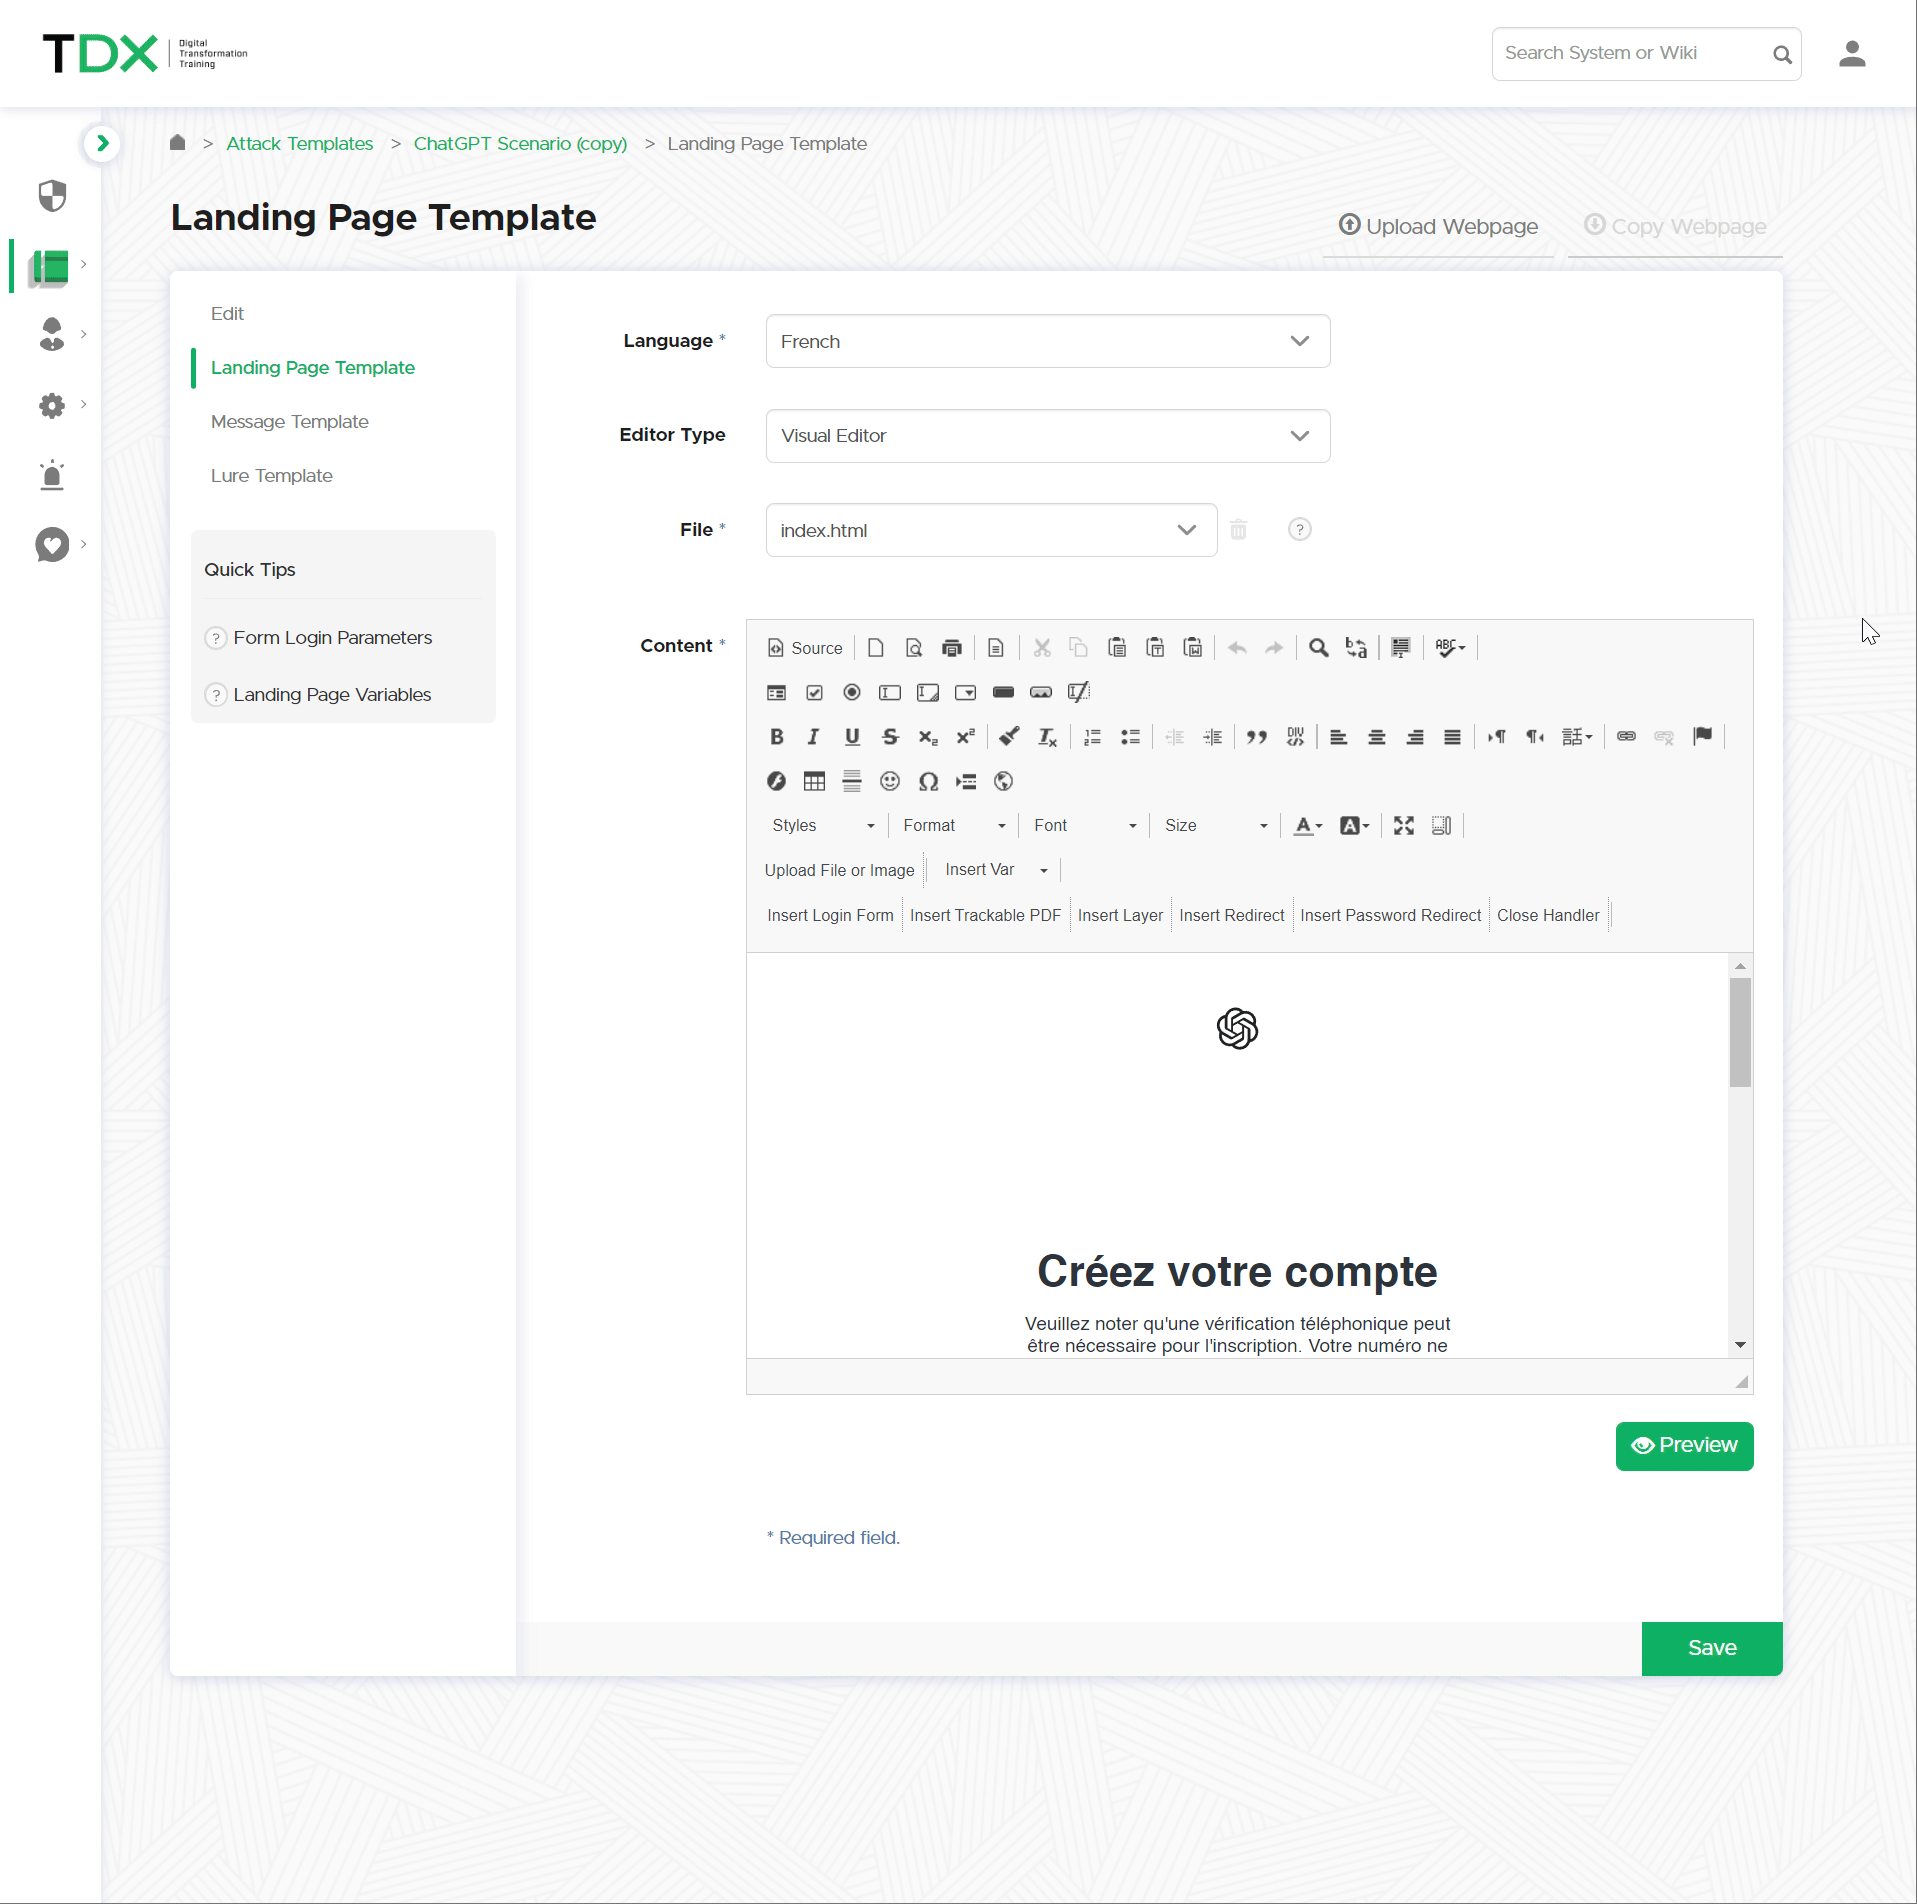 TDX
Digital
Transformation
Training
Search System or Wiki
> Attack Templates > ChatGPT Scenario (copy) > Landing Page Template
Landing Page Template
Upload Webpage
Copy Webpage
Edit
Landing Page Template
Message Template
Lure Template
Quick Tips
? Form Login Parameters
? Landing Page Variables
Language *
French
Editor Type
Visual Editor
File *
index.html
?
Content *
Source
ABC
B I U S x₂ x² Tx DIV
Styles Format Font Size A A
Upload File or Image Insert Var
Insert Login Form Insert Trackable PDF Insert Layer Insert Redirect Insert Password Redirect Close Handler
Créez votre compte
Veuillez noter qu'une vérification téléphonique peut
être nécessaire pour l'inscription. Votre numéro ne
Preview
* Required field.
Save